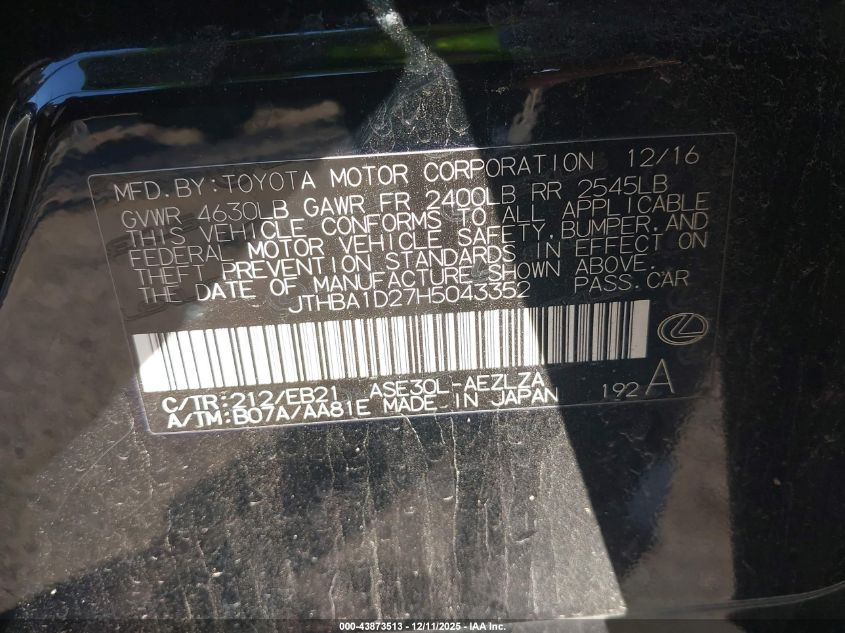 MFD.BY:TOYOTA MOTOR CORPORATION 12/16
GVWR 4630LB GAWR FR 2400LB RR 2545LB
THIS VEHICLE CONFORMS TO ALL APPLICABLE
FEDERAL MOTOR VEHICLE SAFETY,BUMPER,AND
THEFT PREVENTION STANDARDS IN EFFECT ON
THE DATE OF MANUFACTURE SHOWN ABOVE.
JTHBA1D27H5043352 PASS.CAR
C/TR:212/EB21 ASE30L-AEZLZA
A/TM:B07A/AA81E MADE IN JAPAN 192 A
000-43873513 - 12/11/2025 - IAA Inc.